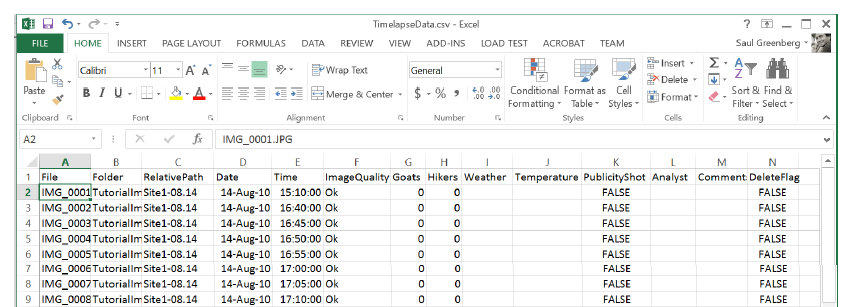 TimelapseData.csv - Excel
FILE HOME INSERT PAGE LAYOUT FORMULAS DATA REVIEW VIEW ADD-INS LOAD TEST ACROBAT TEAM Saul Greenberg
Calibri 11 A A Wrap Text General Insert Σ A Z
Paste B I U A Merge & Center $ % , Conditional Formatting Format as Table Cell Styles Delete Format Sort & Filter Find & Select
Clipboard Font Alignment Number Styles Cells Editing
A2 fx IMG_0001.JPG
A B C D E F G H I J K L M N
1 File Folder RelativePath Date Time ImageQuality Goats Hikers Weather Temperature PublicityShot Analyst Comment DeleteFlag
2 IMG_0001 TutorialIm Site1-08.14 14-Aug-10 15:10:00 Ok 0 0 FALSE FALSE
3 IMG_0002 TutorialIm Site1-08.14 14-Aug-10 16:40:00 Ok 0 0 FALSE FALSE
4 IMG_0003 TutorialIm Site1-08.14 14-Aug-10 16:45:00 Ok 0 0 FALSE FALSE
5 IMG_0004 TutorialIm Site1-08.14 14-Aug-10 16:50:00 Ok 0 0 FALSE FALSE
6 IMG_0005 TutorialIm Site1-08.14 14-Aug-10 16:55:00 Ok 0 0 FALSE FALSE
7 IMG_0006 TutorialIm Site1-08.14 14-Aug-10 17:00:00 Ok 0 0 FALSE FALSE
8 IMG_0007 TutorialIm Site1-08.14 14-Aug-10 17:05:00 Ok 0 0 FALSE FALSE
9 IMG_0008 TutorialIm Site1-08.14 14-Aug-10 17:10:00 Ok 0 0 FALSE FALSE